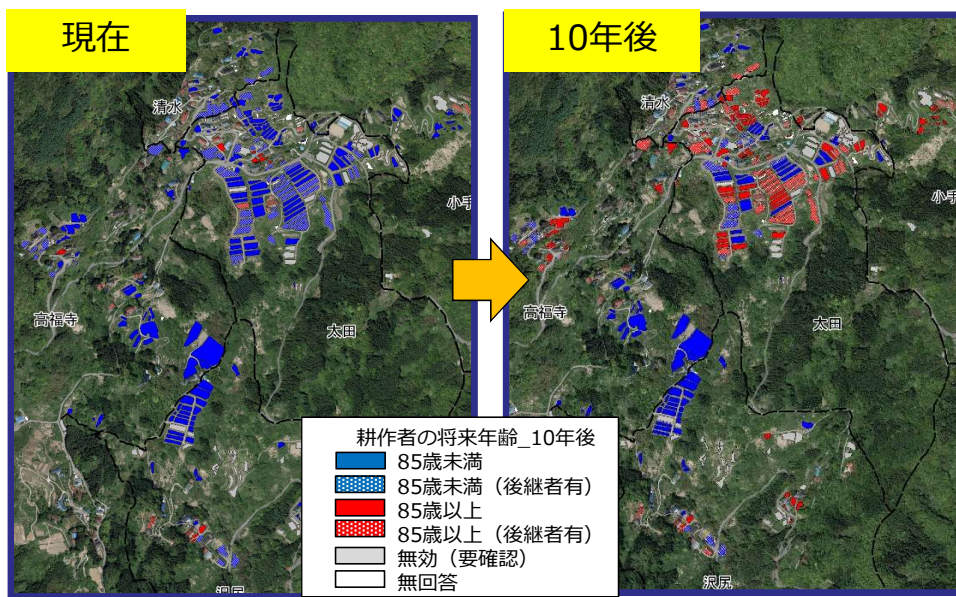 現在
10年後
清水
小手
高福寺
太田
沢尻
清水
小手
高福寺
太田
沢尻
耕作者の将来年齢_10年後
85歳未満
85歳未満（後継者有）
85歳以上
85歳以上（後継者有）
無効（要確認）
無回答